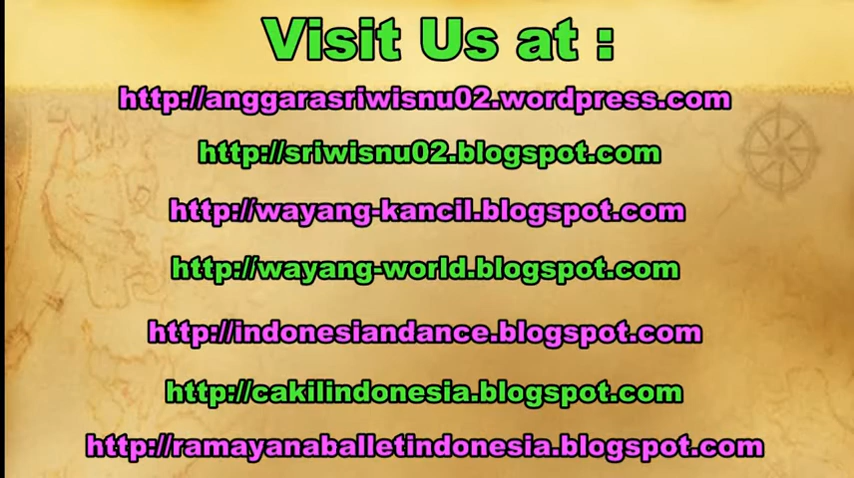 Visit Us at :
http://anggarasriwisnu02.wordpress.com
http://sriwisnu02.blogspot.com
http://wayang-kancil.blogspot.com
http://wayang-world.blogspot.com
http://indonesiandance.blogspot.com
http://cakilindonesia.blogspot.com
http://ramayanaballetindonesia.blogspot.com